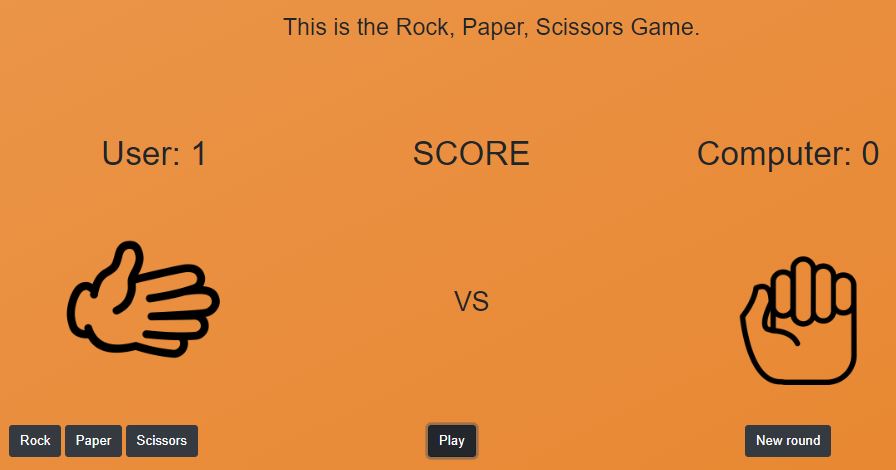 This is the Rock, Paper, Scissors Game.
User: 1 SCORE Computer: 0
VS
Rock Paper Scissors Play New round